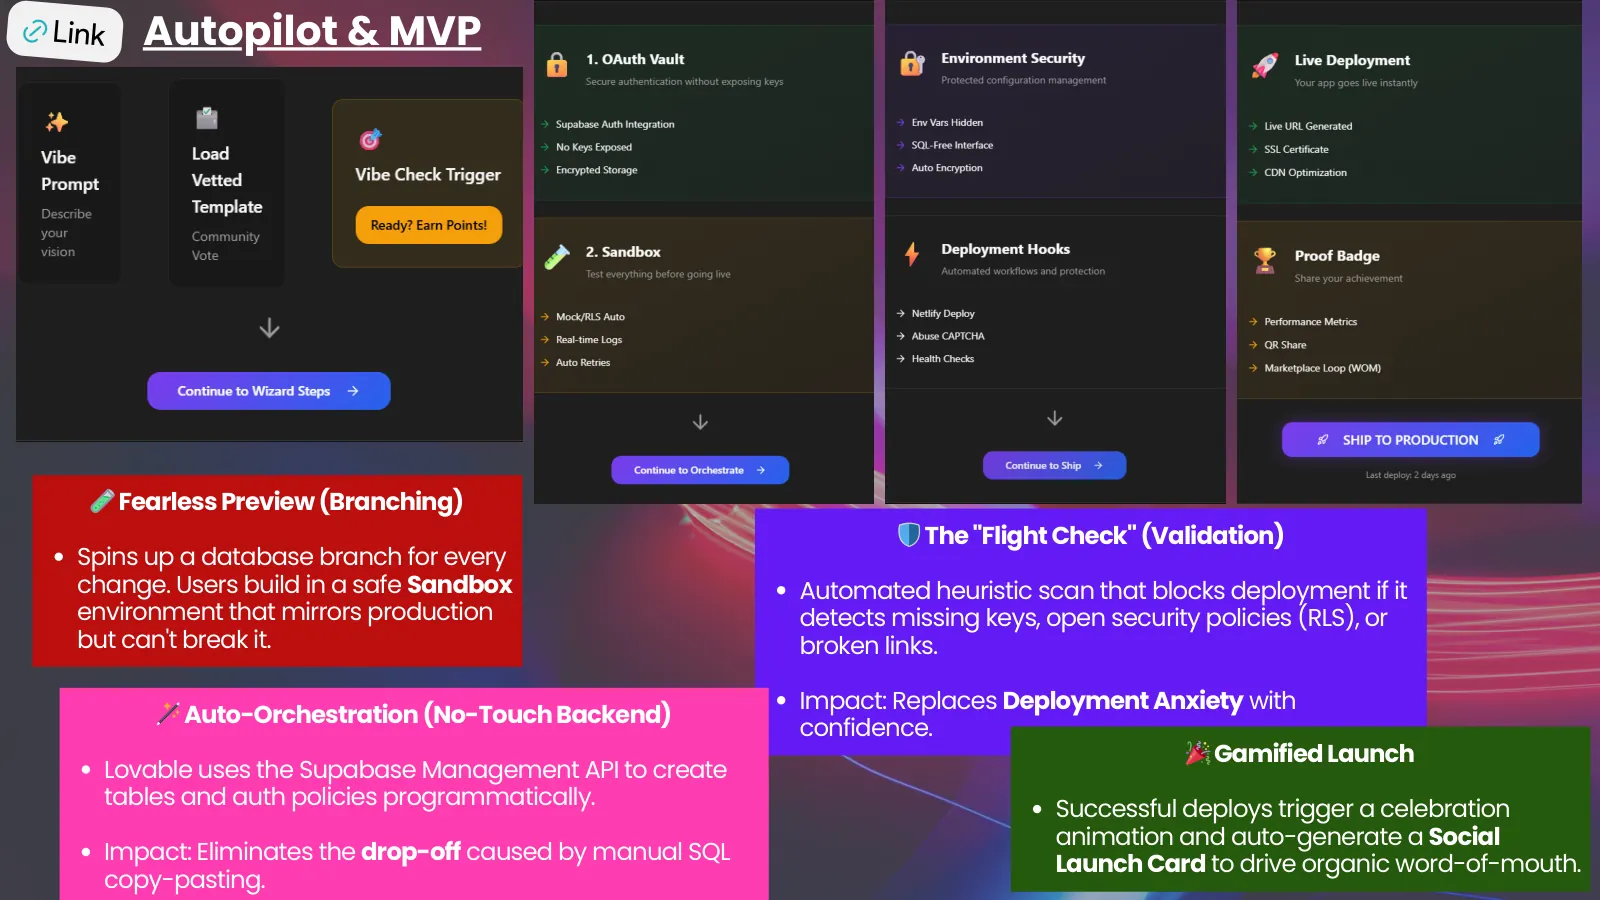 Link
Autopilot & MVP
Vibe
Prompt
Describe
your
vision
Load
Vetted
Template
Community
Vote
Vibe Check Trigger
Ready? Earn Points!
Continue to Wizard Steps →
1. OAuth Vault
Secure authentication without exposing keys
→ Supabase Auth Integration
→ No Keys Exposed
→ Encrypted Storage
2. Sandbox
Test everything before going live
→ Mock/RLS Auto
→ Real-time Logs
→ Auto Retries
Continue to Orchestrate →
Environment Security
Protected configuration management
→ Env Vars Hidden
→ SQL-Free Interface
→ Auto Encryption
Deployment Hooks
Automated workflows and protection
→ Netlify Deploy
→ Abuse CAPTCHA
→ Health Checks
Continue to Ship →
Live Deployment
Your app goes live instantly
→ Live URL Generated
→ SSL Certificate
→ CDN Optimization
Proof Badge
Share your achievement
→ Performance Metrics
→ QR Share
→ Marketplace Loop (WOM)
SHIP TO PRODUCTION
Last deploy: 2 days ago
Fearless Preview (Branching)
• Spins up a database branch for every
change. Users build in a safe Sandbox
environment that mirrors production
but can't break it.
The "Flight Check" (Validation)
• Automated heuristic scan that blocks deployment if it
detects missing keys, open security policies (RLS), or
broken links.
• Impact: Replaces Deployment Anxiety with
confidence.
Auto-Orchestration (No-Touch Backend)
• Lovable uses the Supabase Management API to create
tables and auth policies programmatically.
• Impact: Eliminates the drop-off caused by manual SQL
copy-pasting.
Gamified Launch
• Successful deploys trigger a celebration
animation and auto-generate a Social
Launch Card to drive organic word-of-mouth.